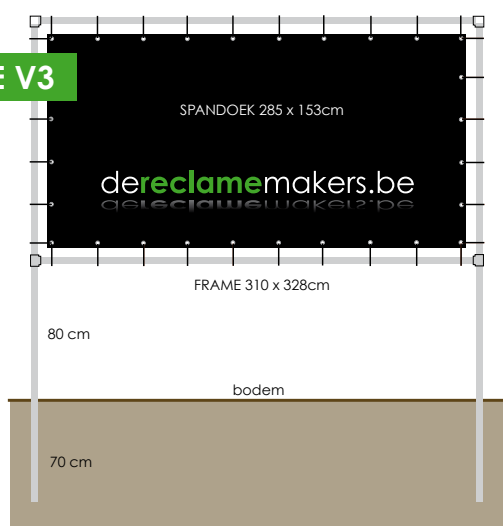 E V3
SPANDOEK 285 x 153cm
dereclamemakers.be
FRAME 310 x 328cm
80 cm
bodem
70 cm